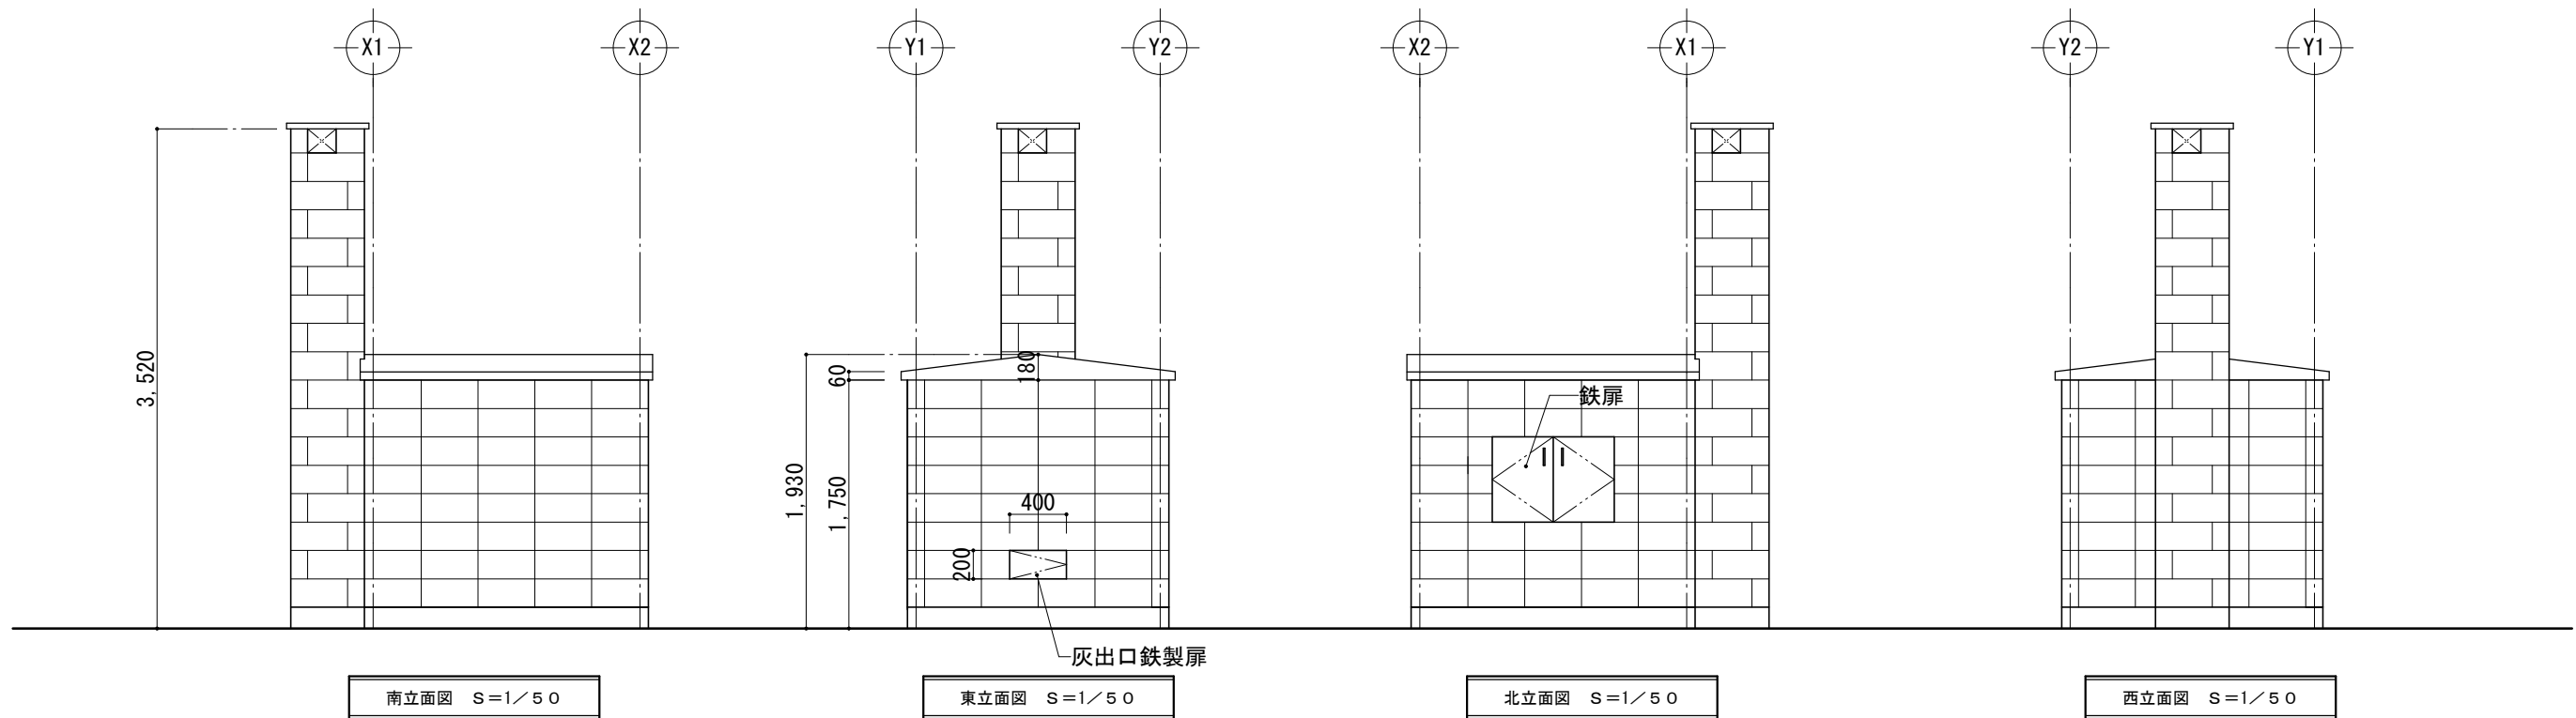 X1
X2
Y1
Y2
X2
X1
Y2
Y1
3,520
60
180
鉄扉
1,930
1,750
400
200
灰出口鉄製扉
南立面図　S＝1／５０
東立面図　S＝1／５０
北立面図　S＝1／５０
西立面図　S＝1／５０